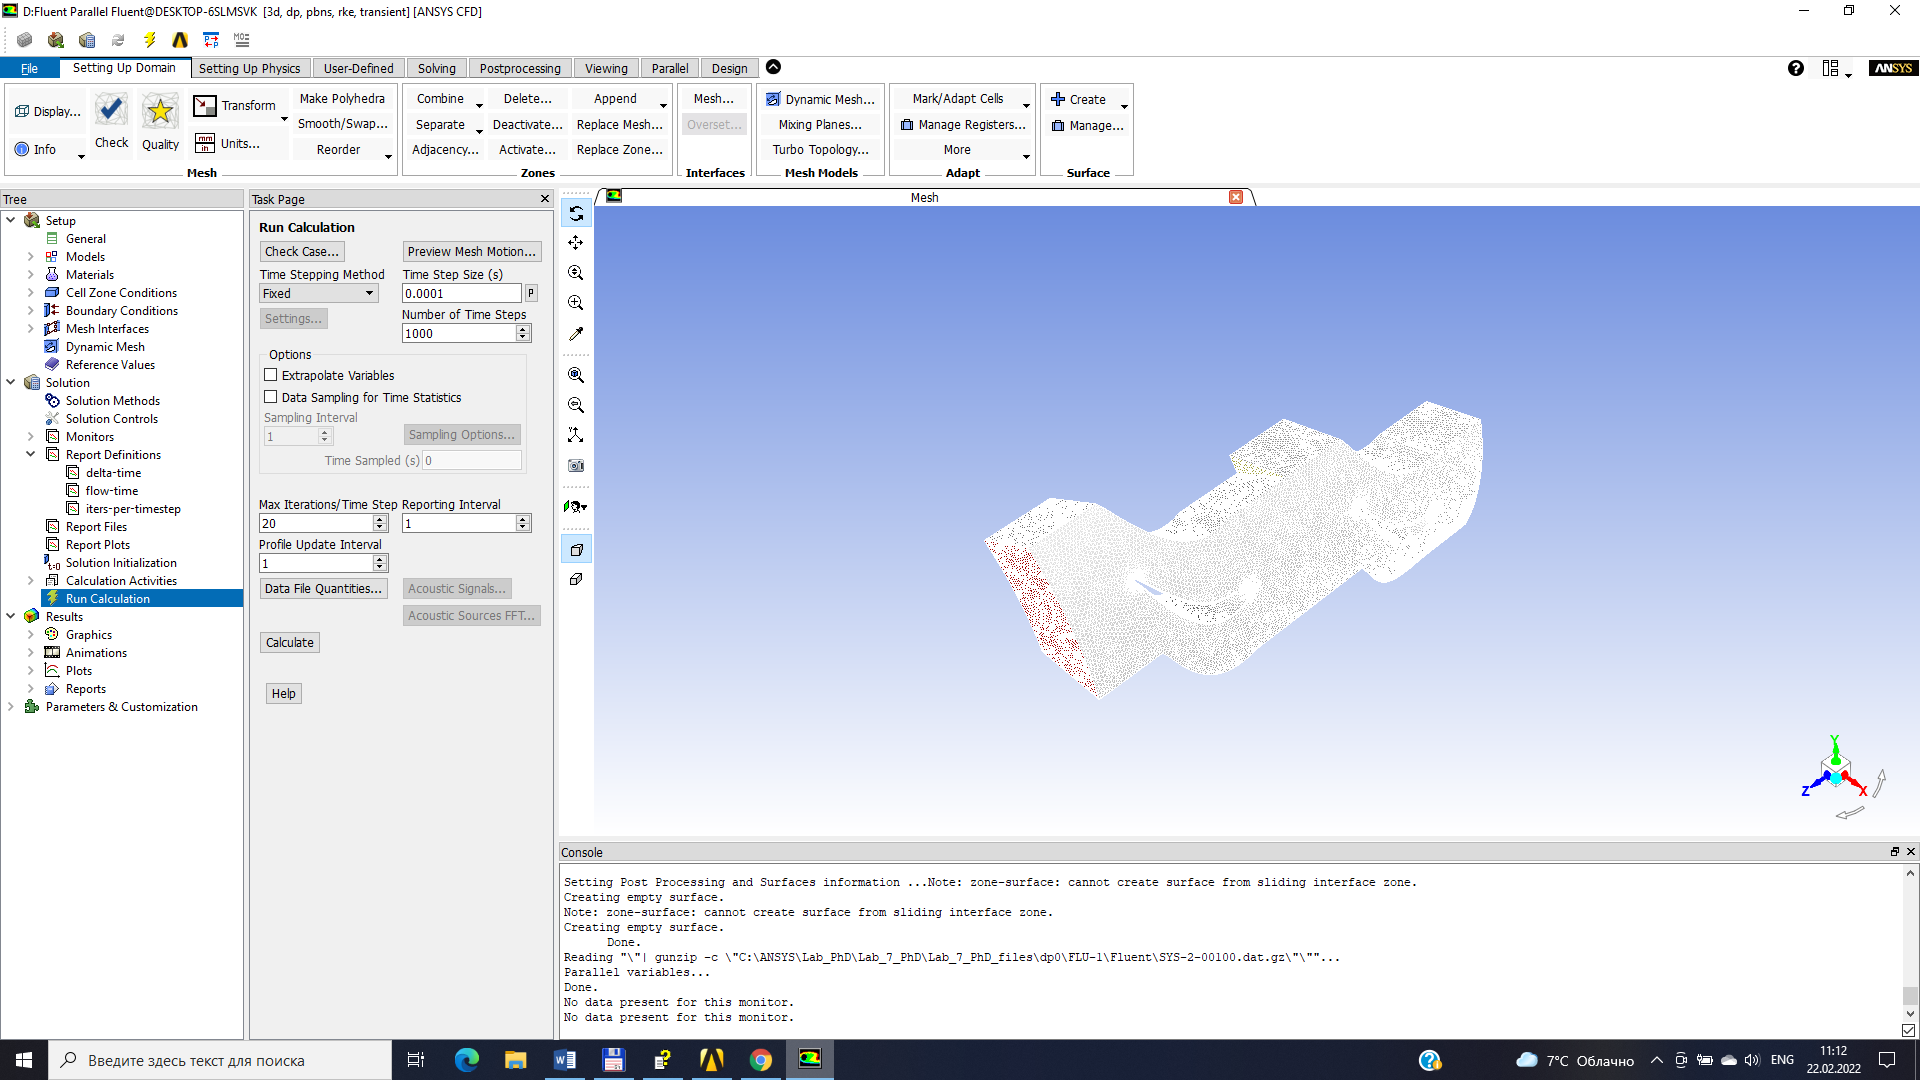 D:Fluent Parallel Fluent@DESKTOP-6SLMSVK [3d, dp, pbns, rke, transient] [ANSYS CFD]
File Setting Up Domain Setting Up Physics User-Defined Solving Postprocessing Viewing Parallel Design
ANSYS
Display...
Info
Check
Quality
Transform
Units...
Make Polyhedra
Smooth/Swap...
Reorder
Mesh
Combine Delete... Append
Separate Deactivate... Replace Mesh...
Adjacency... Activate... Replace Zone...
Zones
Mesh...
Overset...
Interfaces
Dynamic Mesh...
Mixing Planes...
Turbo Topology...
Mesh Models
Mark/Adapt Cells
Manage Registers...
More
Adapt
Create
Manage...
Surface
Tree
Setup
General
Models
Materials
Cell Zone Conditions
Boundary Conditions
Mesh Interfaces
Dynamic Mesh
Reference Values
Solution
Solution Methods
Solution Controls
Monitors
Report Definitions
delta-time
flow-time
iters-per-timestep
Report Files
Report Plots
Solution Initialization
Calculation Activities
Run Calculation
Results
Graphics
Animations
Plots
Reports
Parameters & Customization
Task Page
Run Calculation
Check Case... Preview Mesh Motion...
Time Stepping Method Time Step Size (s)
Fixed 0.0001 P
Settings... Number of Time Steps
1000
Options
Extrapolate Variables
Data Sampling for Time Statistics
Sampling Interval
1 Sampling Options...
Time Sampled (s) 0
Max Iterations/Time Step Reporting Interval
20 1
Profile Update Interval
1
Data File Quantities... Acoustic Signals...
Acoustic Sources FFT...
Calculate
Help
Mesh
Y
Z X
Console
Setting Post Processing and Surfaces information ...Note: zone-surface: cannot create surface from sliding interface zone.
Creating empty surface.
Note: zone-surface: cannot create surface from sliding interface zone.
Creating empty surface.
Done.
Reading "\"| gunzip -c \"C:\ANSYS\Lab_PhD\Lab_7_PhD\Lab_7_PhD_files\dp0\FLU-1\Fluent\SYS-2-00100.dat.gz\"\""...
Parallel variables...
Done.
No data present for this monitor.
No data present for this monitor.
Введите здесь текст для поиска
7°C Облачно
ENG
11:12
22.02.2022